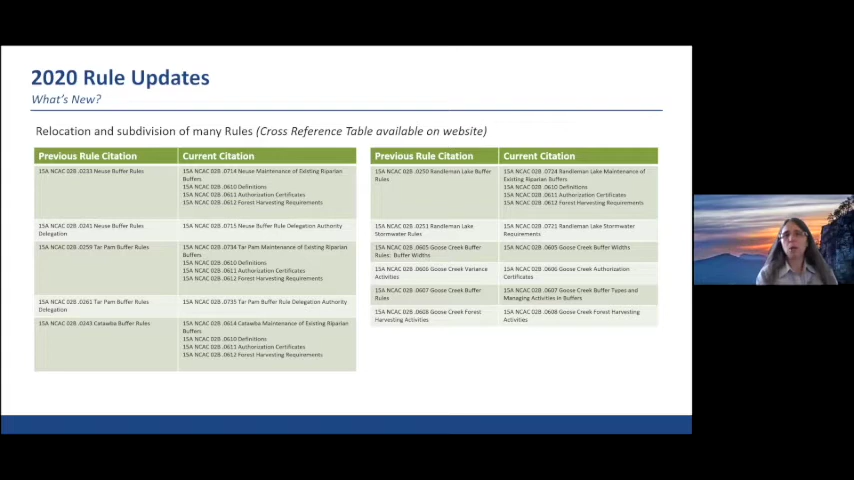 2020 Rule Updates
What's New?
Relocation and subdivision of many Rules (Cross Reference Table available on website)
Previous Rule Citation
Current Citation
15A NCAC 02B .0233 Neuse Buffer Rules
15A NCAC 02B .0714 Neuse Maintenance of Existing Riparian
Buffers
15A NCAC 02B .0610 Definitions
15A NCAC 02B .0611 Authorization Certificates
15A NCAC 02B .0612 Forest Harvesting Requirements
15A NCAC 02B .0241 Neuse Buffer Rules
Delegation
15A NCAC 02B .0715 Neuse Buffer Rule Delegation Authority
15A NCAC 02B .0259 Tar Pam Buffer Rules
15A NCAC 02B .0734 Tar Pam Maintenance of Existing Riparian
Buffers
15A NCAC 02B .0610 Definitions
15A NCAC 02B .0611 Authorization Certificates
15A NCAC 02B .0612 Forest Harvesting Requirements
15A NCAC 02B .0261 Tar Pam Buffer Rules
Delegation
15A NCAC 02B .0735 Tar Pam Buffer Rule Delegation Authority
15A NCAC 02B .0243 Catawba Buffer Rules
15A NCAC 02B .0614 Catawba Maintenance of Existing Riparian
Buffers
15A NCAC 02B .0610 Definitions
15A NCAC 02B .0611 Authorization Certificates
15A NCAC 02B .0612 Forest Harvesting Requirements
Previous Rule Citation
Current Citation
15A NCAC 02B .0250 Randleman Lake Buffer
Rules
15A NCAC 02B .0724 Randleman Lake Maintenance of
Existing Riparian Buffers
15A NCAC 02B .0610 Definitions
15A NCAC 02B .0611 Authorization Certificates
15A NCAC 02B .0612 Forest Harvesting Requirements
15A NCAC 02B .0251 Randleman Lake
Stormwater Rules
15A NCAC 02B .0721 Randleman Lake Stormwater
Requirements
15A NCAC 02B .0605 Goose Creek Buffer
Rules: Buffer Widths
15A NCAC 02B .0605 Goose Creek Buffer Widths
15A NCAC 02B .0606 Goose Creek Variance
Activities
15A NCAC 02B .0606 Goose Creek Authorization
Certificates
15A NCAC 02B .0607 Goose Creek Buffer
Rules
15A NCAC 02B .0607 Goose Creek Buffer Types and
Managing Activities in Buffers
15A NCAC 02B .0608 Goose Creek Forest
Harvesting Activities
15A NCAC 02B .0608 Goose Creek Forest Harvesting
Activities